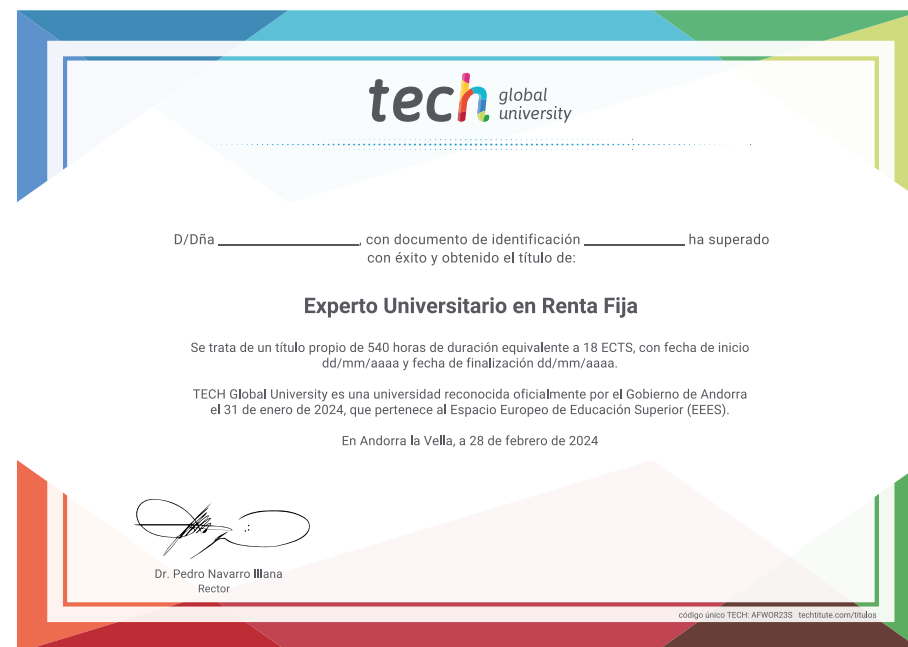 tech global university
D/Dña ____________________, con documento de identificación ______________ ha superado
con éxito y obtenido el título de:
Experto Universitario en Renta Fija
Se trata de un título propio de 540 horas de duración equivalente a 18 ECTS, con fecha de inicio
dd/mm/aaaa y fecha de finalización dd/mm/aaaa.
TECH Global University es una universidad reconocida oficialmente por el Gobierno de Andorra
el 31 de enero de 2024, que pertenece al Espacio Europeo de Educación Superior (EEES).
En Andorra la Vella, a 28 de febrero de 2024
Dr. Pedro Navarro Illana
Rector
código único TECH: AFWOR23S techtitute.com/titulos